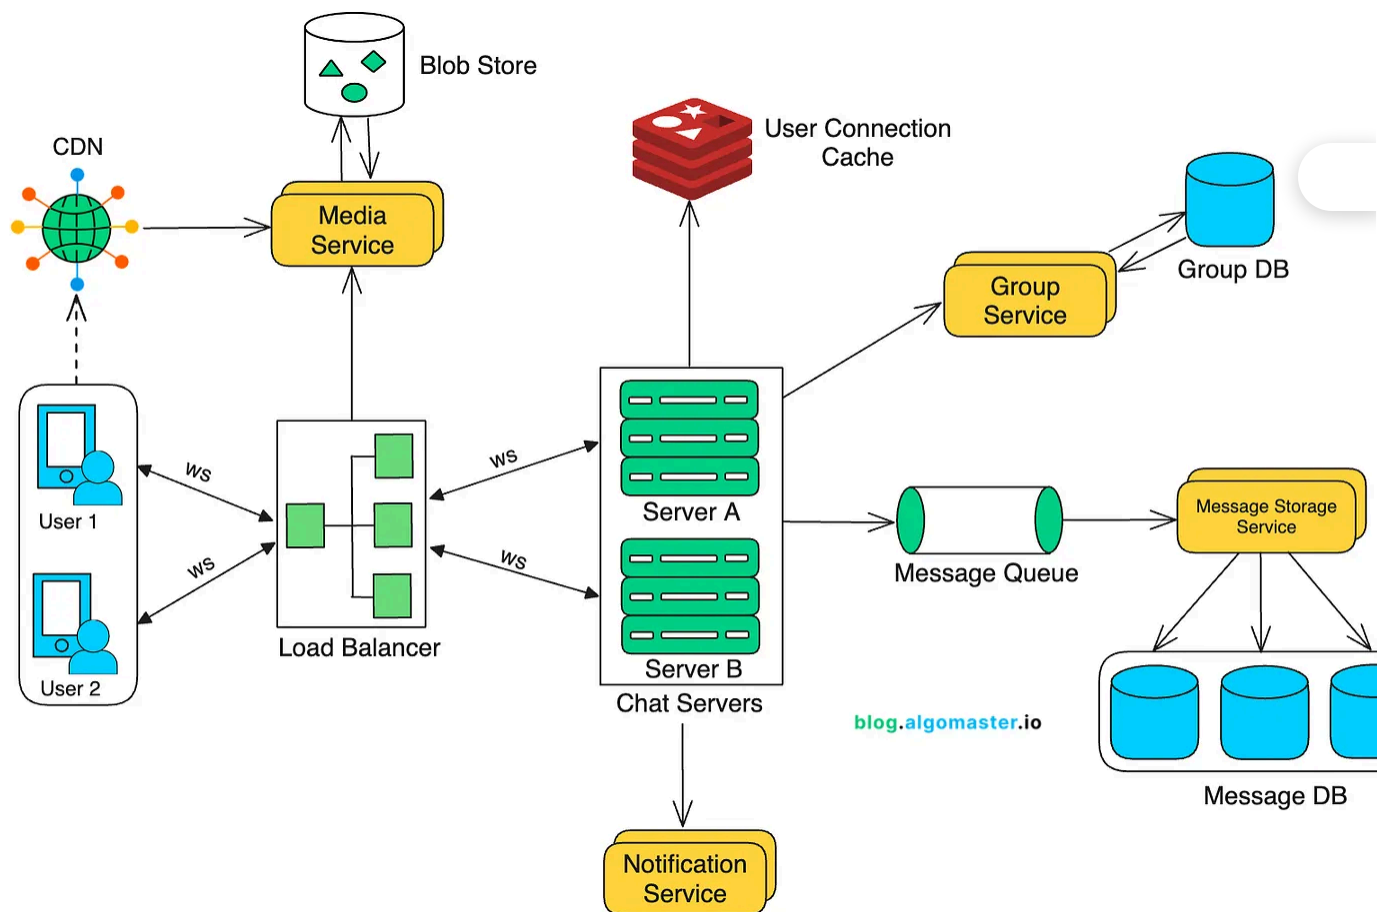 Blob Store
CDN
User Connection
Cache
Media
Service
Group DB
Group
Service
ws
ws
User 1
Server A
Message Storage
Service
ws
ws
Message Queue
Load Balancer
Server B
User 2
Chat Servers
blog.algomaster.io
Message DB
Notification
Service